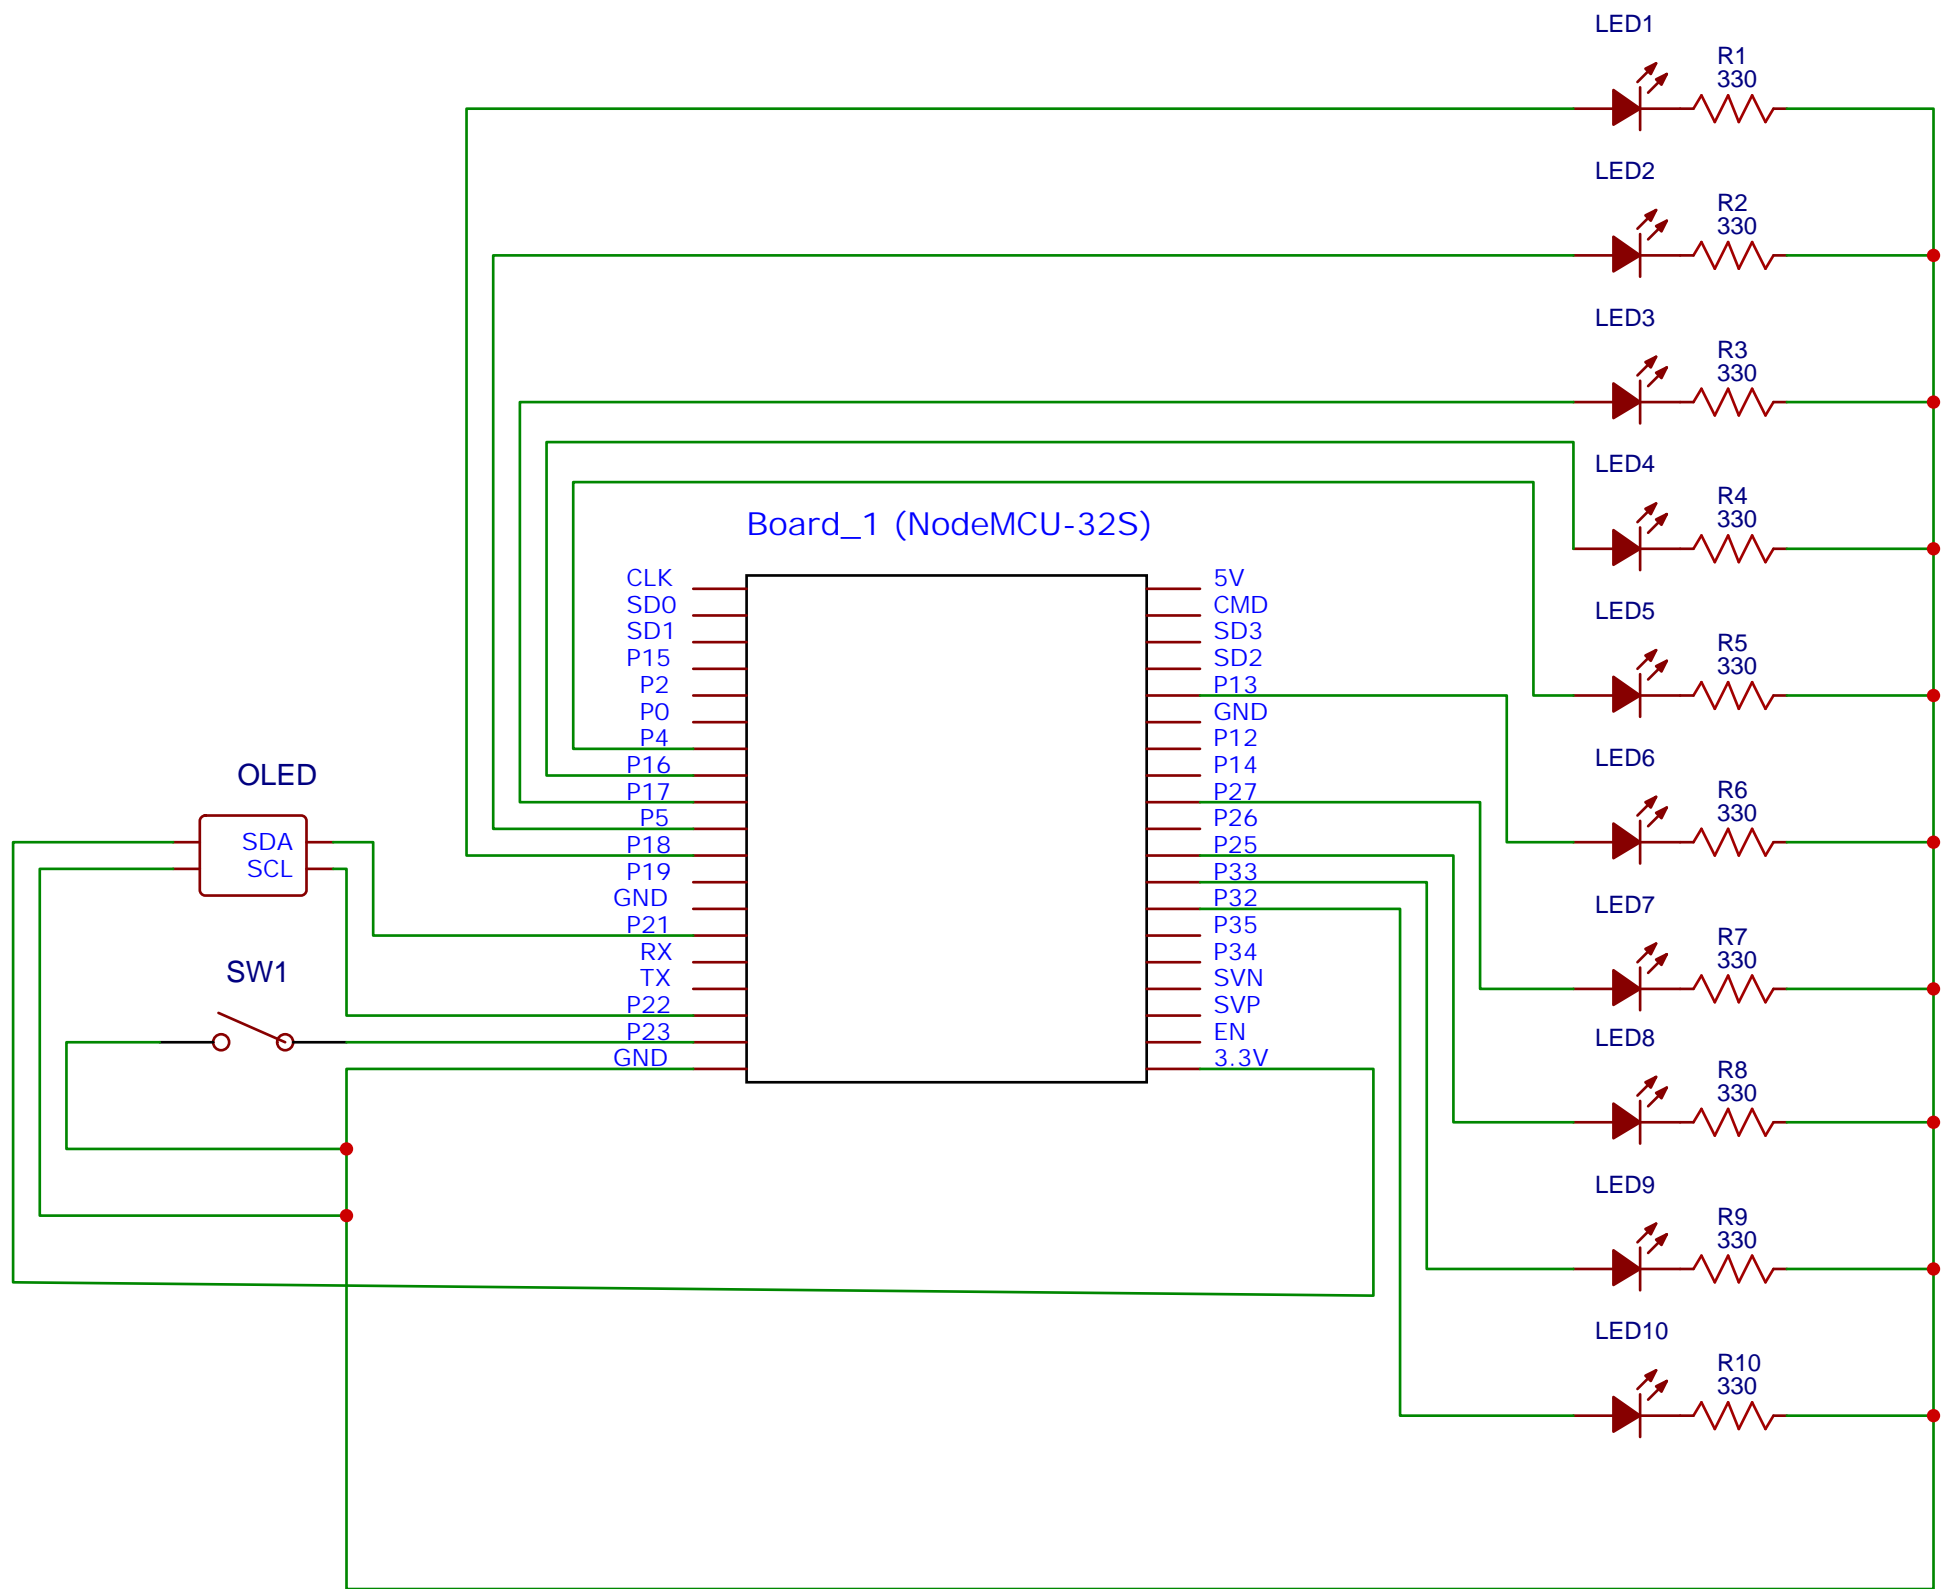 LED1
R1
330
LED2
R2
330
LED3
R3
330
LED4
R4
330
Board_1 (NodeMCU-32S)
CLK
SD0
SD1
P15
P2
P0
P4
P16
P17
P5
P18
P19
GND
P21
RX
TX
P22
P23
GND
5V
CMD
SD3
SD2
P13
GND
P12
P14
P27
P26
P25
P33
P32
P35
P34
SVN
SVP
EN
3.3V
OLED
SDA
SCL
SW1
LED5
R5
330
LED6
R6
330
LED7
R7
330
LED8
R8
330
LED9
R9
330
LED10
R10
330